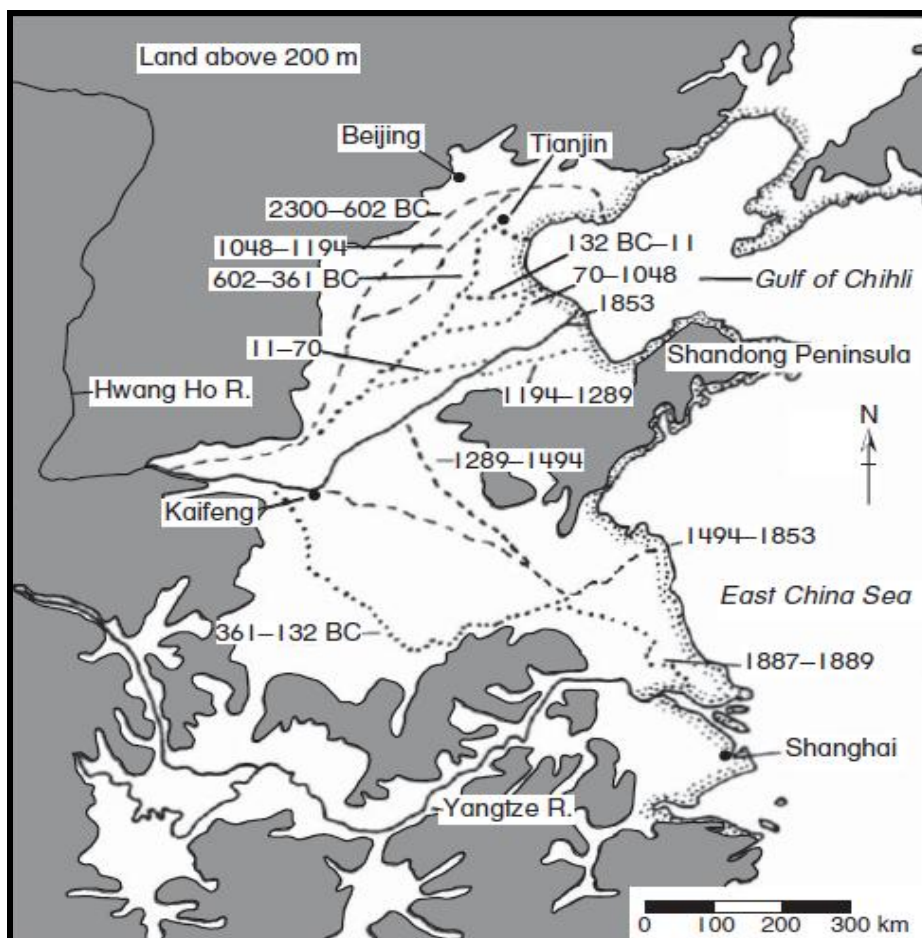 Land above 200 m
Beijing
Tianjin
2300–602 BC
1048–1194
132 BC–11
602–361 BC
70–1048
Gulf of Chihli
1853
11–70
Shandong Peninsula
Hwang Ho R.
1194–1289
N
1289–1494
Kaifeng
1494–1853
East China Sea
361–132 BC
1887–1889
Shanghai
Yangtze R.
0 100 200 300 km